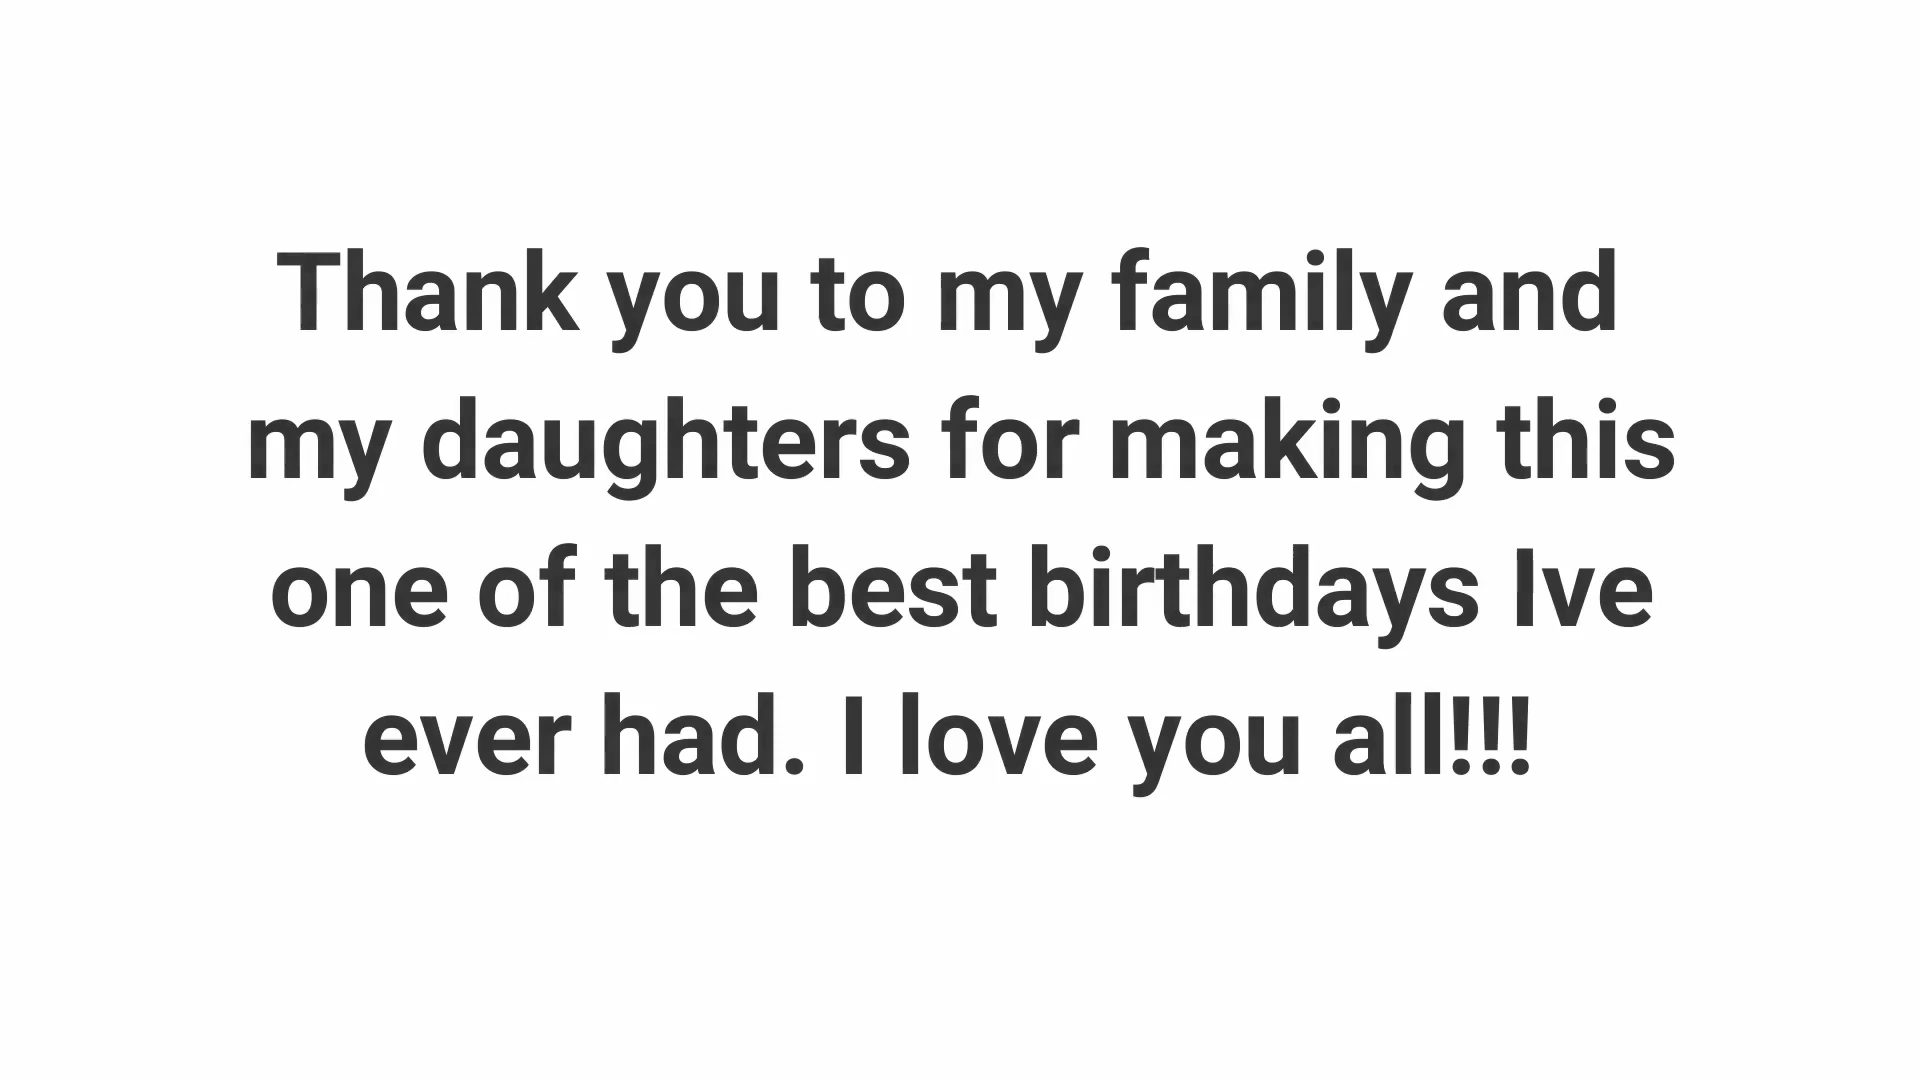 Thank you to my family and
my daughters for making this
one of the best birthdays Ive
ever had. I love you all!!!